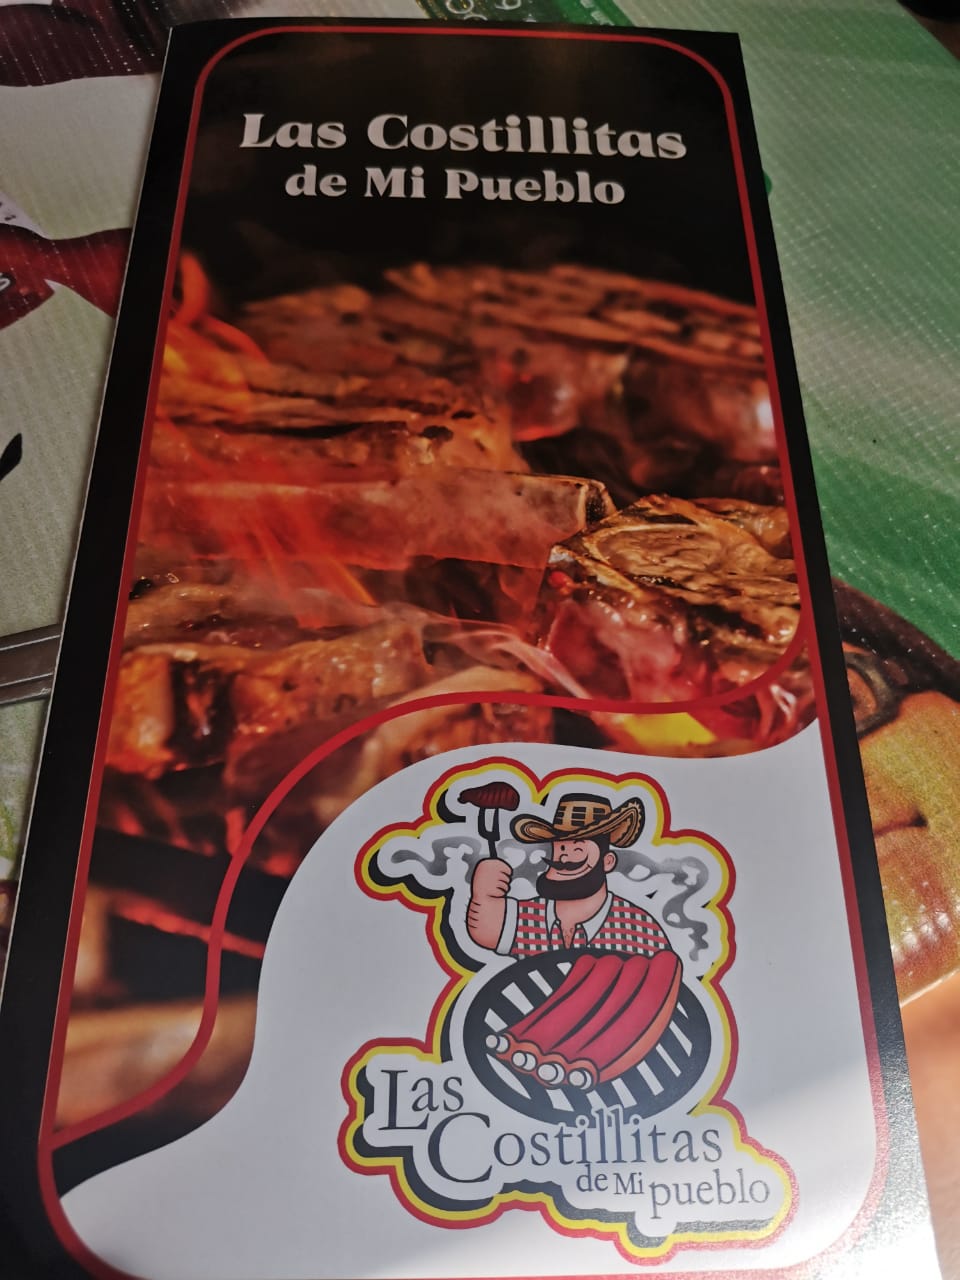 Las Costillitas
de Mi Pueblo
Las
Costillitas
de Mi pueblo